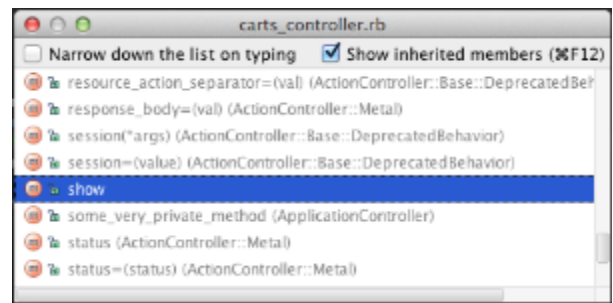 carts_controller.rb
Narrow down the list on typing Show inherited members (⌘F12)
resource_action_separator=(val) (ActionController::Base::DeprecatedBeh
response_body=(val) (ActionController::Metal)
session(*args) (ActionController::Base::DeprecatedBehavior)
session=(value) (ActionController::Base::DeprecatedBehavior)
show
some_very_private_method (ApplicationController)
status (ActionController::Metal)
status=(status) (ActionController::Metal)